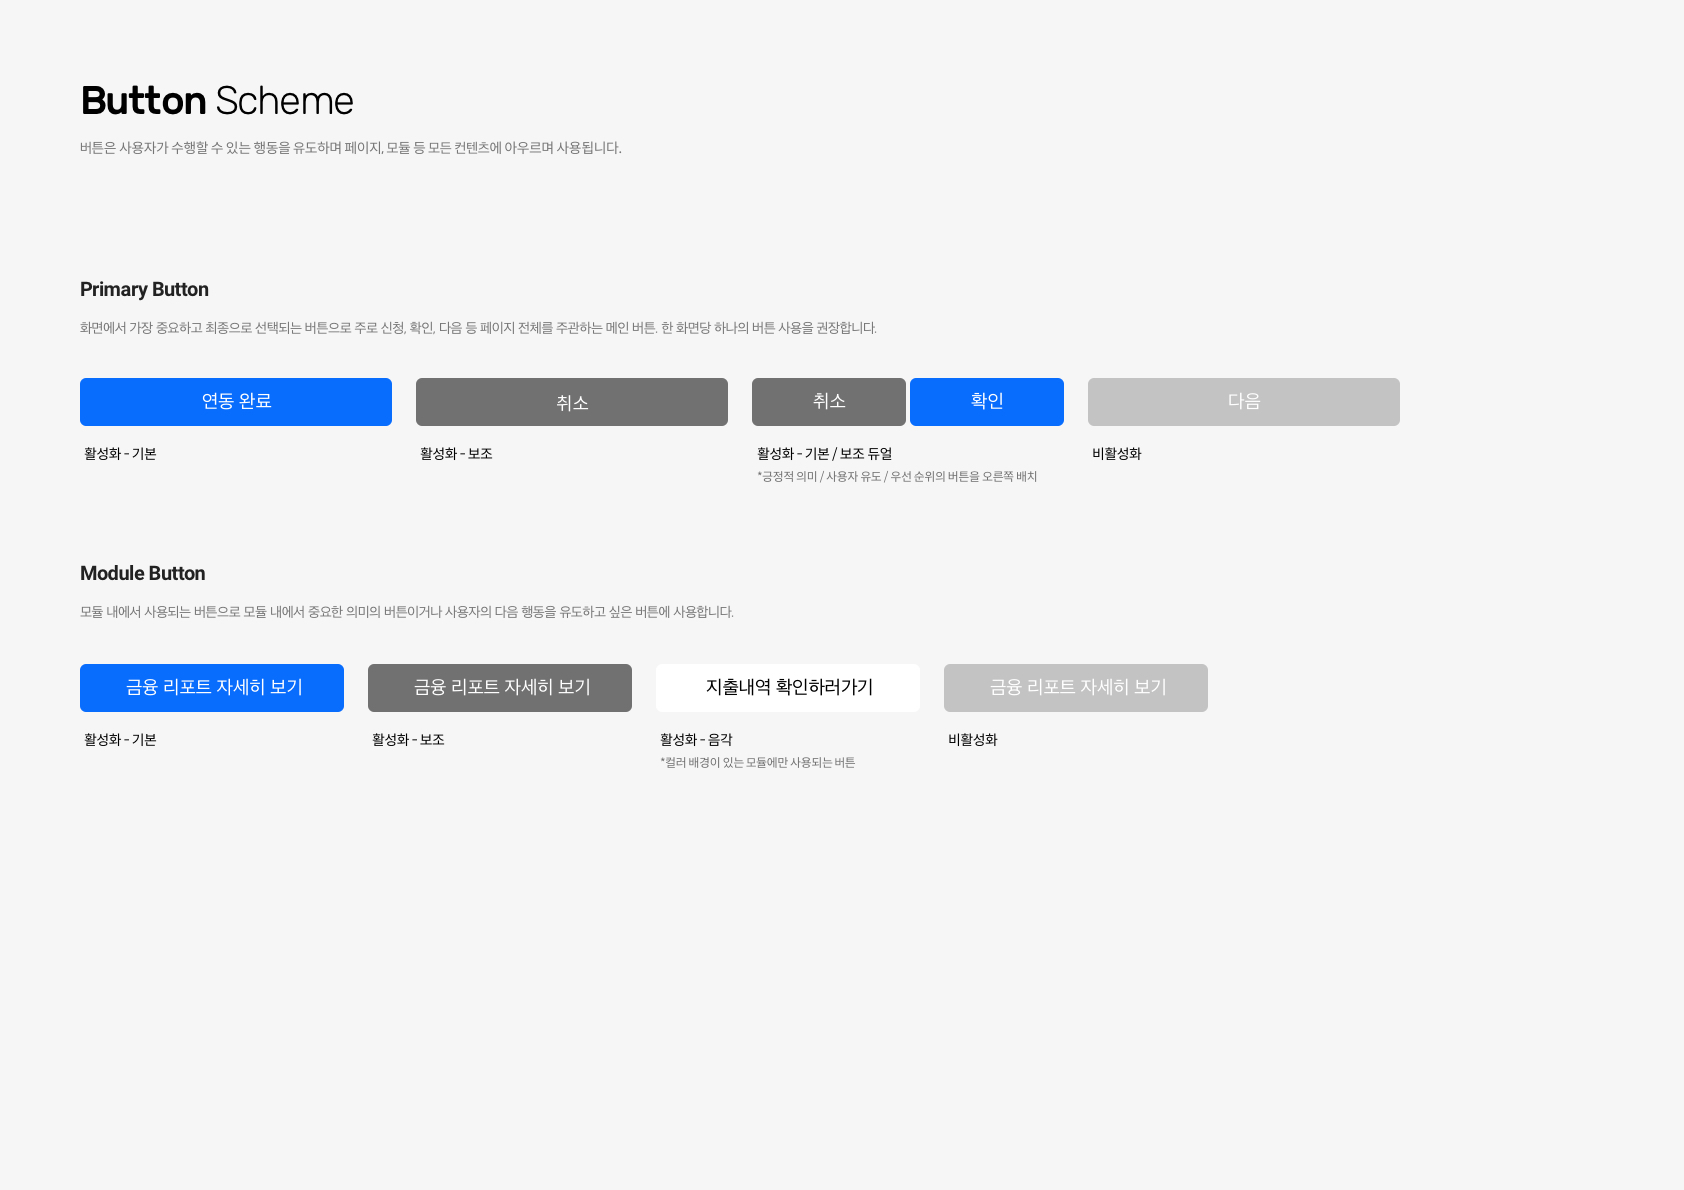 Button Scheme
버튼은 사용자가 수행할 수 있는 행동을 유도하며 페이지, 모듈 등 모든 컨텐츠에 아우르며 사용됩니다.
Primary Button
화면에서 가장 중요하고 최종으로 선택되는 버튼으로 주로 신청, 확인, 다음 등 페이지 전체를 주관하는 메인 버튼. 한 화면당 하나의 버튼 사용을 권장합니다.
연동 완료
취소
취소
확인
다음
활성화 - 기본
활성화 - 보조
활성화 - 기본 / 보조 듀얼
비활성화
*긍정적 의미 / 사용자 유도 / 우선 순위의 버튼을 오른쪽 배치
Module Button
모듈 내에서 사용되는 버튼으로 모듈 내에서 중요한 의미의 버튼이거나 사용자의 다음 행동을 유도하고 싶은 버튼에 사용합니다.
금융 리포트 자세히 보기
금융 리포트 자세히 보기
지출내역 확인하러가기
금융 리포트 자세히 보기
활성화 - 기본
활성화 - 보조
활성화 - 음각
비활성화
*컬러 배경이 있는 모듈에만 사용되는 버튼